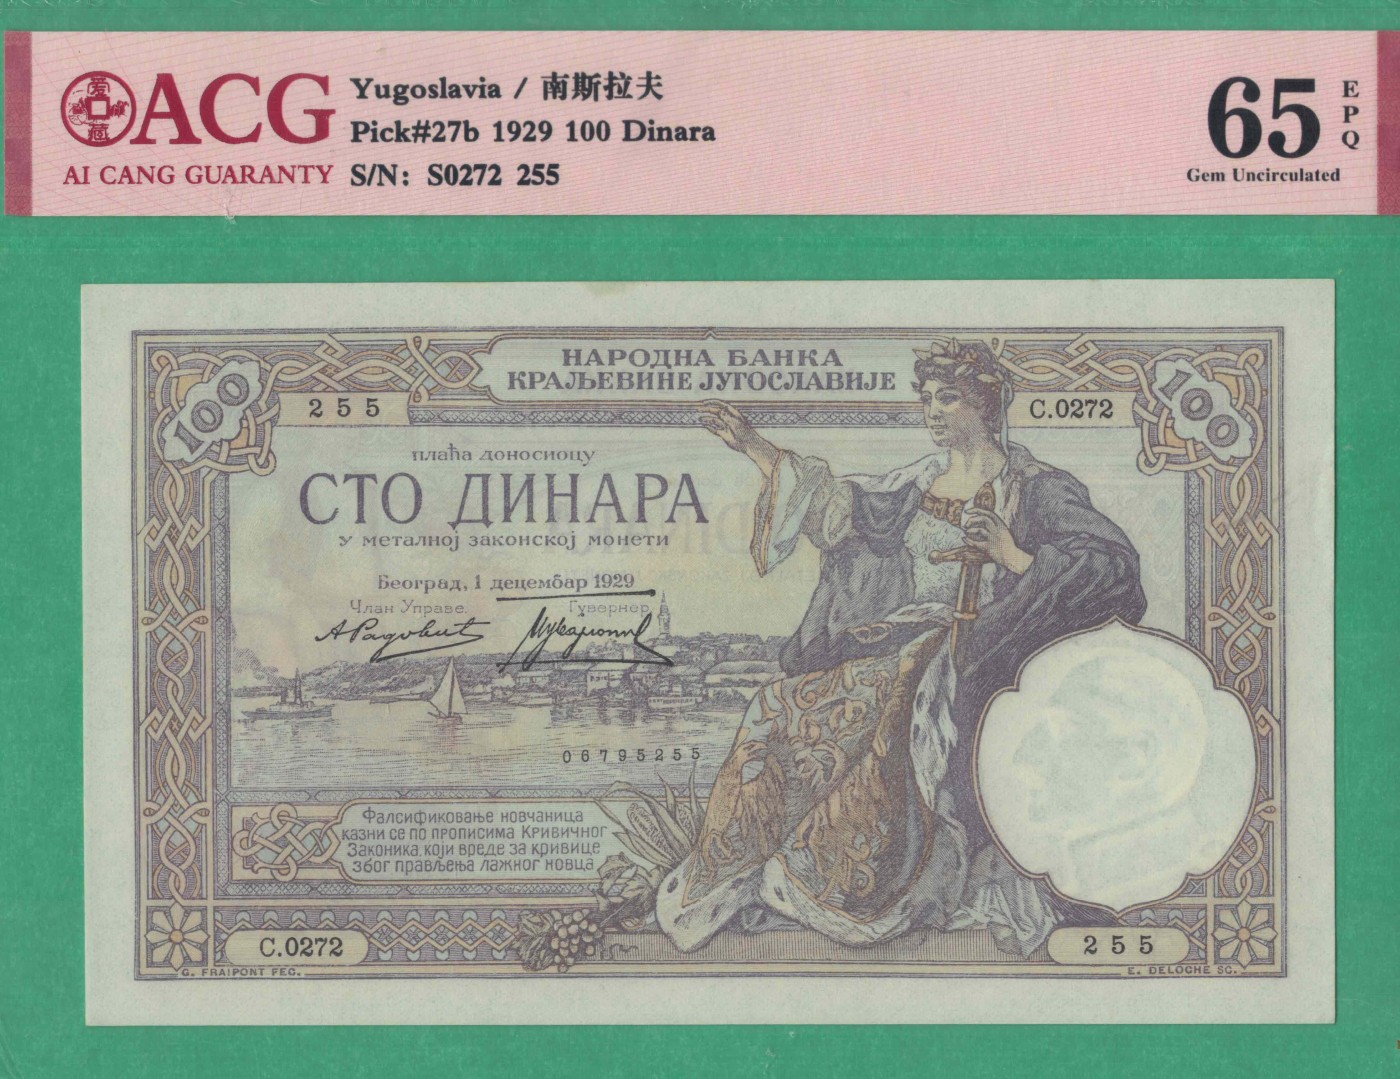 愛藏
ACG
AI CANG GUARANTY
Yugoslavia / 南斯拉夫
Pick#27b 1929 100 Dinara
S/N: S0272 255
65
EPQ
Gem Uncirculated
НАРОДНА БАНКА
КРАЉЕВИНЕ ЈУГОСЛАВИЈЕ
100
255
С.0272
100
плаћа доносиоцу
СТО ДИНАРА
у металној законској монети
Београд, 1 децембар 1929
Члан Управе.
Гувернер
06795255
Фалсификовање новчаница
казни се по прописима Кривичног
Законика, који вреде за кривице
због прављења лажног новца
С.0272
255
G. FRAIPONT FEC.
E. DELOCHE SC.